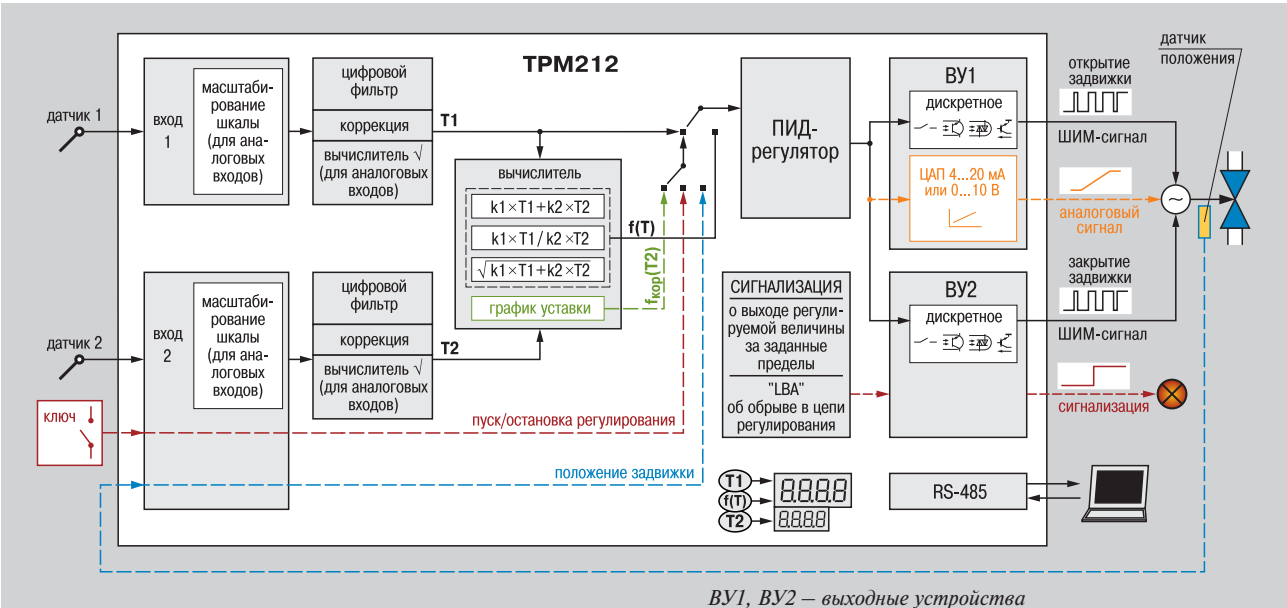 ТРМ212
датчик 1
вход
1
масштаби-
рование
шкалы
(для ана-
логовых
входов)
цифровой
фильтр
коррекция
вычислитель √
(для аналоговых
входов)
T1
вычислитель
k1×T1+k2×T2
k1×T1/k2×T2
√k1×T1+k2×T2
график уставки
f(T)
fкор(T2)
датчик 2
вход
2
масштаби-
рование
шкалы
(для ана-
логовых
входов)
цифровой
фильтр
коррекция
вычислитель √
(для аналоговых
входов)
T2
ключ
пуск/остановка регулирования
положение задвижки
ПИД-
регулятор
ВУ1
дискретное
ЦАП 4...20 мА
или 0...10 В
ВУ2
дискретное
СИГНАЛИЗАЦИЯ
о выходе регули-
руемой величины
за заданные
пределы
"LBA"
об обрыве в цепи
регулирования
T1
f(T)
T2
8.8.8.8
8.8.8.8
RS-485
открытие
задвижки
ШИМ-сигнал
аналоговый
сигнал
закрытие
задвижки
ШИМ-сигнал
сигнализация
датчик
положения
~
ВУ1, ВУ2 – выходные устройства